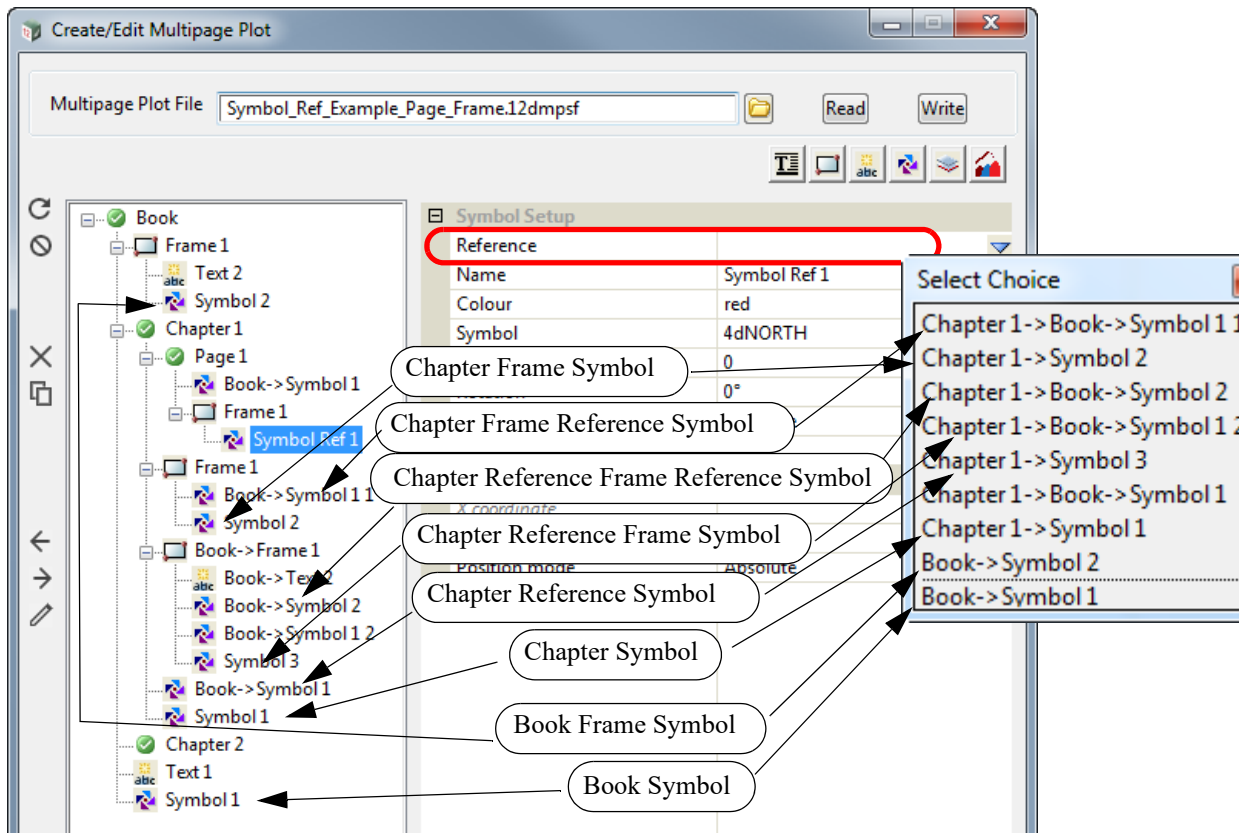 Create/Edit Multipage Plot
Multipage Plot File
Symbol_Ref_Example_Page_Frame.12dmpsf
Read
Write
Book
Frame 1
Text 2
Symbol 2
Chapter 1
Page 1
Book->Symbol 1
Frame 1
Symbol Ref 1
Frame 1
Book->Symbol 1 1
Symbol 2
Book->Frame 1
Book->Text 2
Book->Symbol 2
Book->Symbol 1 2
Symbol 3
Book->Symbol 1
Symbol 1
Chapter 2
Text 1
Symbol 1
Symbol Setup
Reference
Name Symbol Ref 1
Colour red
Symbol 4dNORTH
0
Rotation 0°
X coordinate
Position mode Absolute
Chapter Frame Symbol
Chapter Frame Reference Symbol
Chapter Reference Frame Reference Symbol
Chapter Reference Frame Symbol
Chapter Reference Symbol
Chapter Symbol
Book Frame Symbol
Book Symbol
Select Choice
Chapter 1->Book->Symbol 1 1
Chapter 1->Symbol 2
Chapter 1->Book->Symbol 2
Chapter 1->Book->Symbol 1 2
Chapter 1->Symbol 3
Chapter 1->Book->Symbol 1
Chapter 1->Symbol 1
Book->Symbol 2
Book->Symbol 1